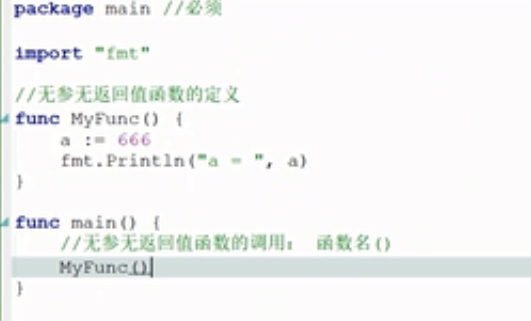 package main //必须
import "fmt"
//无参无返回值函数的定义
func MyFunc() {
a := 666
fmt.Println("a = ", a)
}
func main() {
//无参无返回值函数的调用： 函数名()
MyFunc()
}